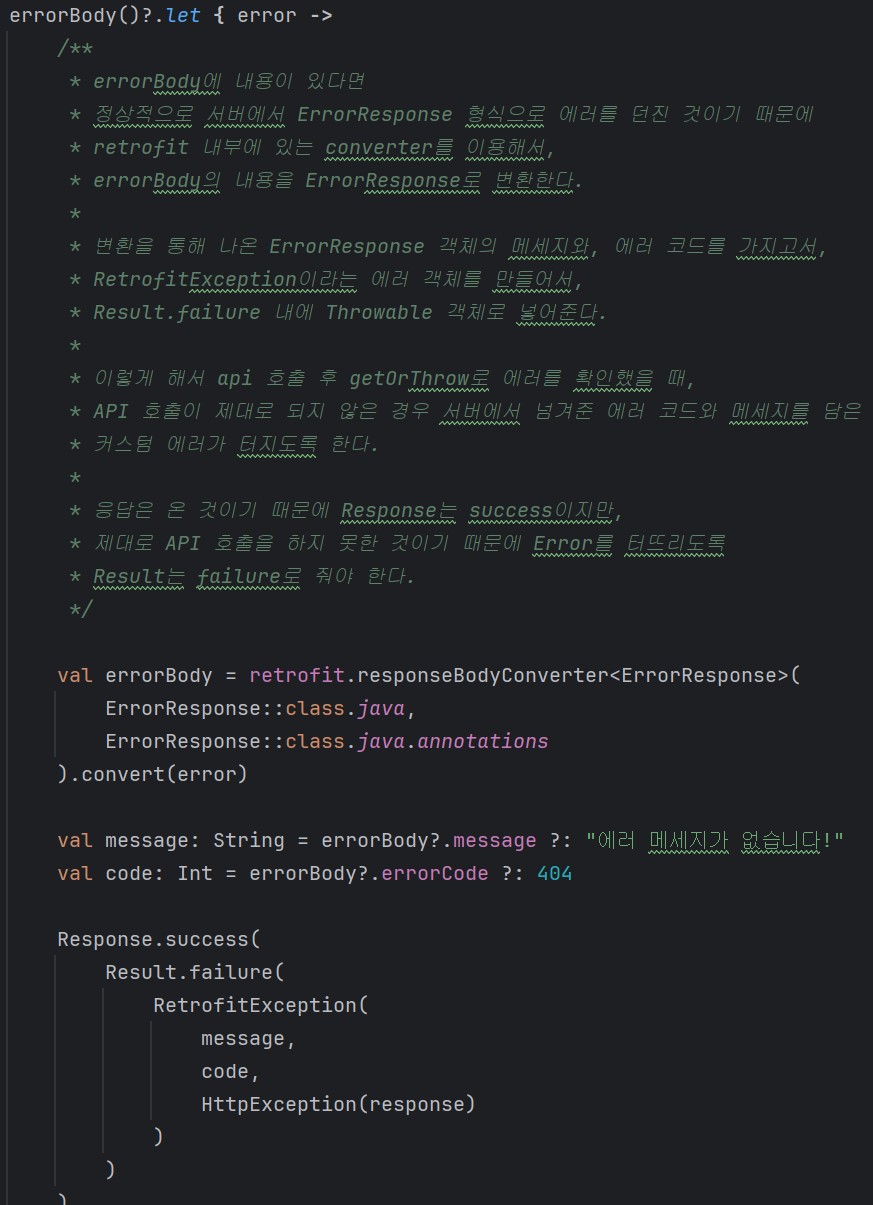 errorBody()?.let { error ->
/**
* errorBody에 내용이 있다면
* 정상적으로 서버에서 ErrorResponse 형식으로 에러를 던진 것이기 때문에
* retrofit 내부에 있는 converter를 이용해서,
* errorBody의 내용을 ErrorResponse로 변환한다.
*
* 변환을 통해 나온 ErrorResponse 객체의 메세지와, 에러 코드를 가지고서,
* RetrofitException이라는 에러 객체를 만들어서,
* Result.failure 내에 Throwable 객체로 넣어준다.
*
* 이렇게 해서 api 호출 후 getOrThrow로 에러를 확인했을 때,
* API 호출이 제대로 되지 않은 경우 서버에서 넘겨준 에러 코드와 메세지를 담은
* 커스텀 에러가 터지도록 한다.
*
* 응답은 온 것이기 때문에 Response는 success이지만,
* 제대로 API 호출을 하지 못한 것이기 때문에 Error를 터뜨리도록
* Result는 failure로 줘야 한다.
*/
val errorBody = retrofit.responseBodyConverter<ErrorResponse>(
ErrorResponse::class.java,
ErrorResponse::class.java.annotations
).convert(error)
val message: String = errorBody?.message ?: "에러 메세지가 없습니다!"
val code: Int = errorBody?.errorCode ?: 404
Response.success(
Result.failure(
RetrofitException(
message,
code,
HttpException(response)
)
)
)